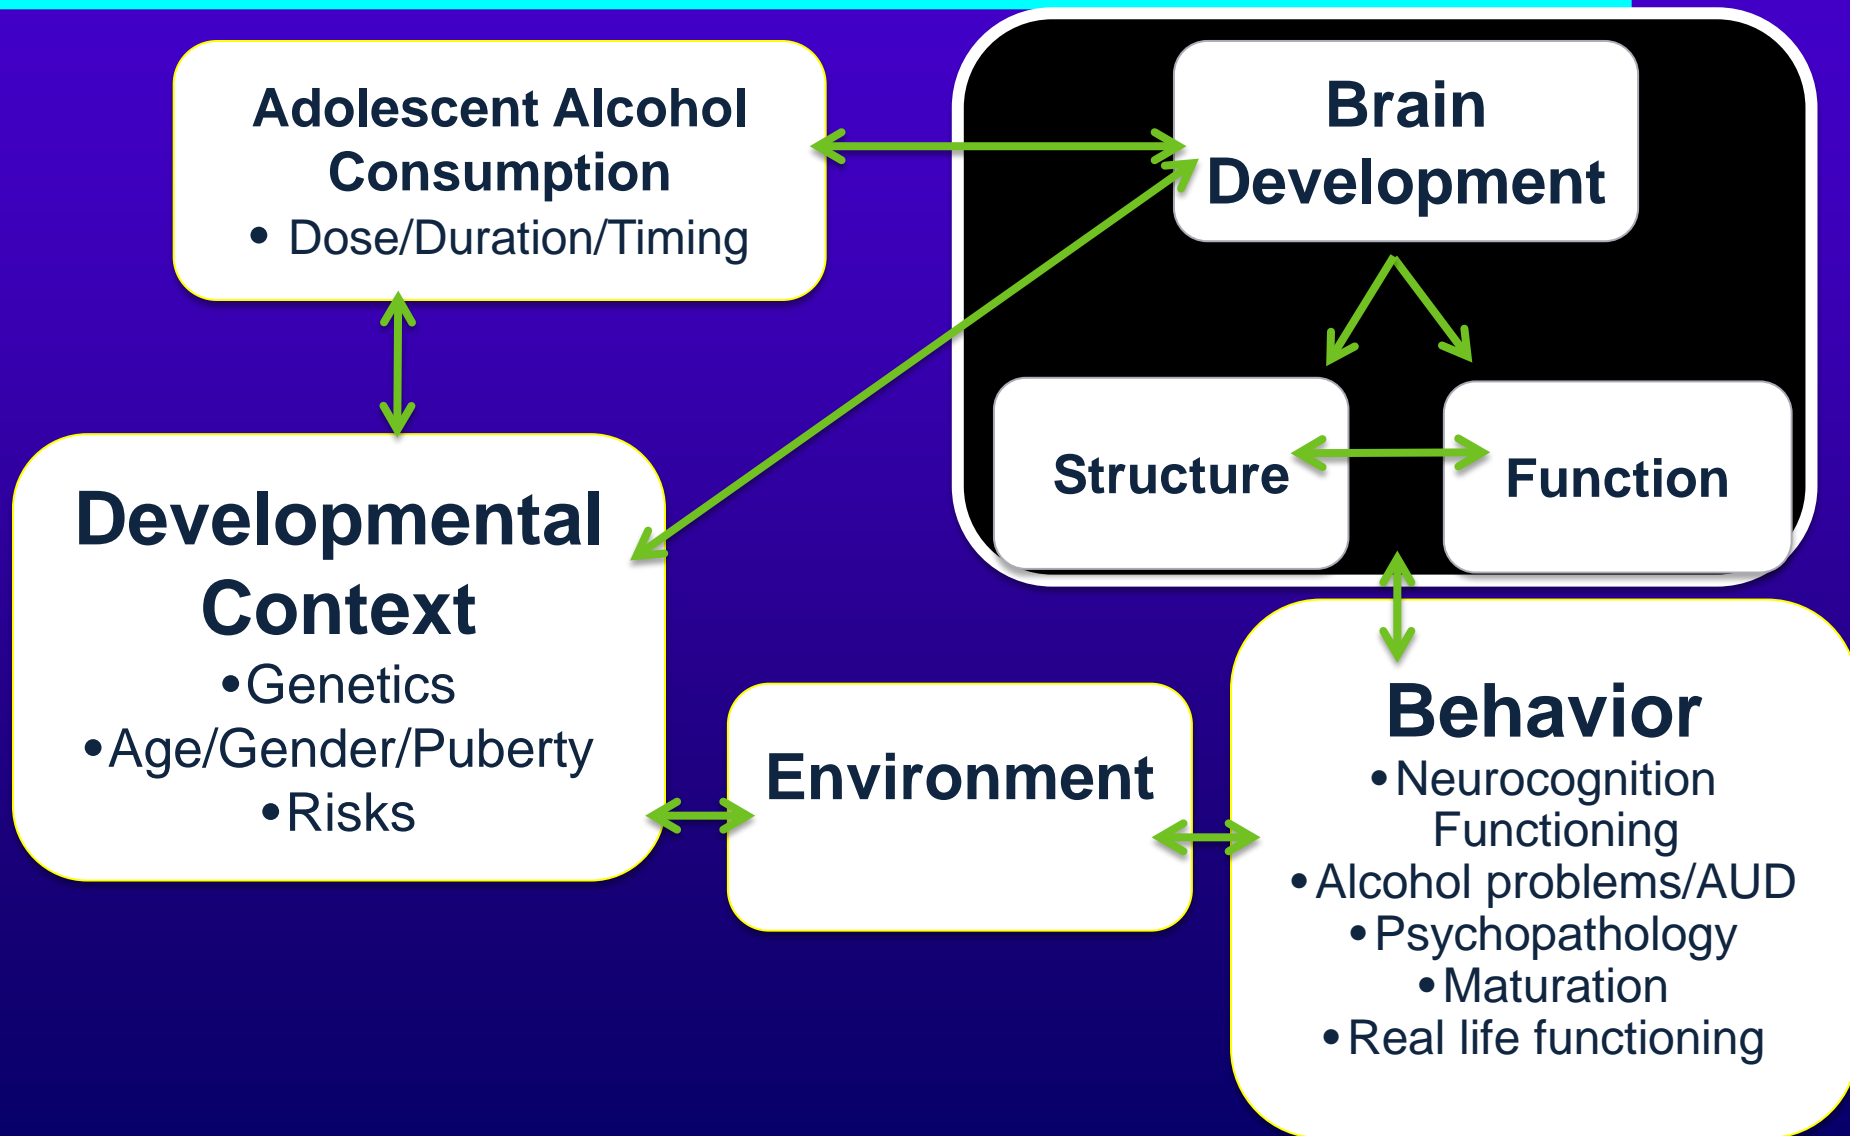 Adolescent Alcohol
Consumption
• Dose/Duration/Timing
Brain
Development
Structure
Function
Developmental
Context
•Genetics
•Age/Gender/Puberty
•Risks
Environment
Behavior
•Neurocognition
Functioning
•Alcohol problems/AUD
•Psychopathology
•Maturation
•Real life functioning